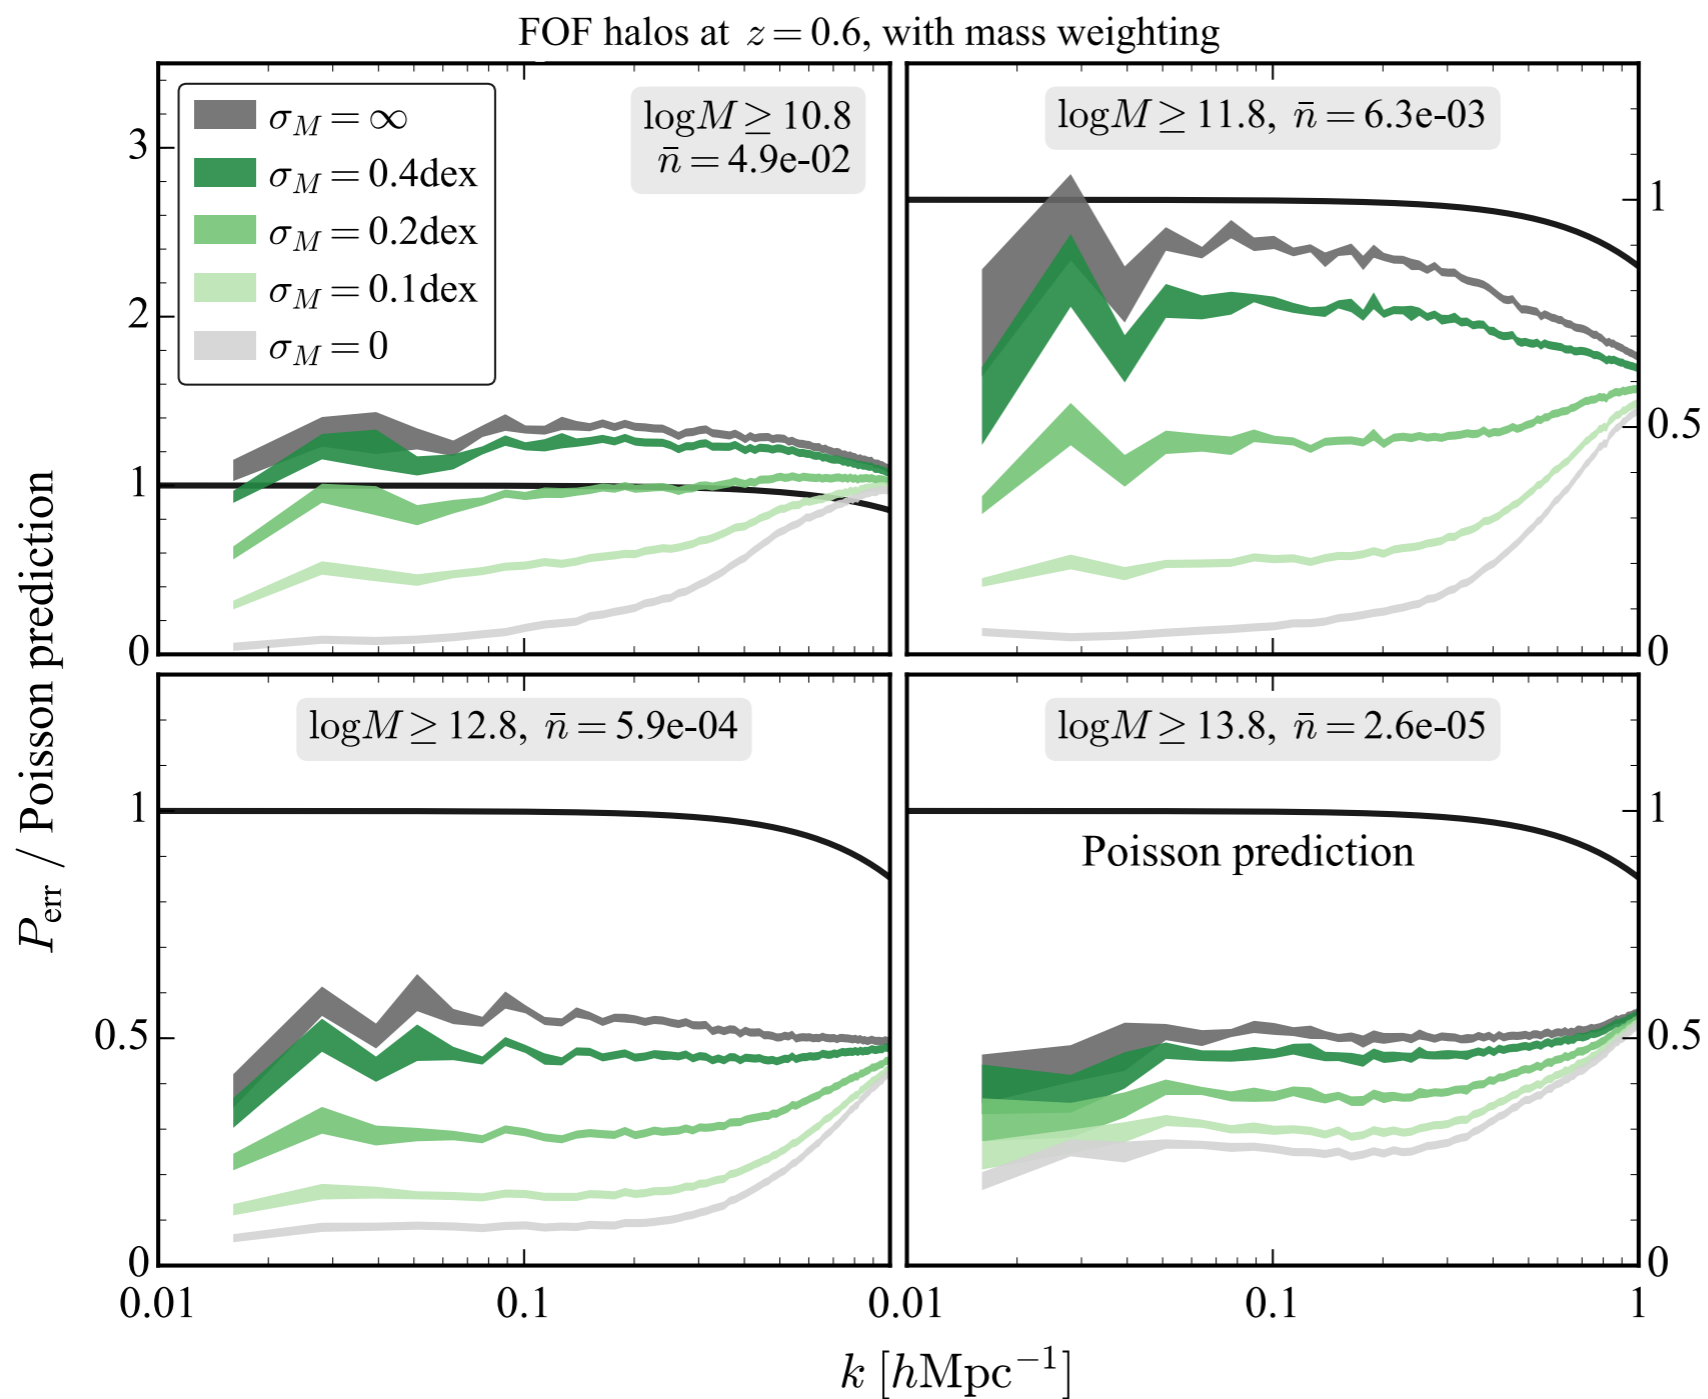 FOF halos at z = 0.6, with mass weighting
σ_M = ∞
σ_M = 0.4dex
σ_M = 0.2dex
σ_M = 0.1dex
σ_M = 0
logM ≥ 10.8
n̄ = 4.9e-02
logM ≥ 11.8, n̄ = 6.3e-03
3
2
1
0
1
0.5
0
P_err / Poisson prediction
logM ≥ 12.8, n̄ = 5.9e-04
logM ≥ 13.8, n̄ = 2.6e-05
Poisson prediction
1
0.5
0
1
0.5
0
0.01
0.1
0.01
0.1
1
k [hMpc⁻¹]